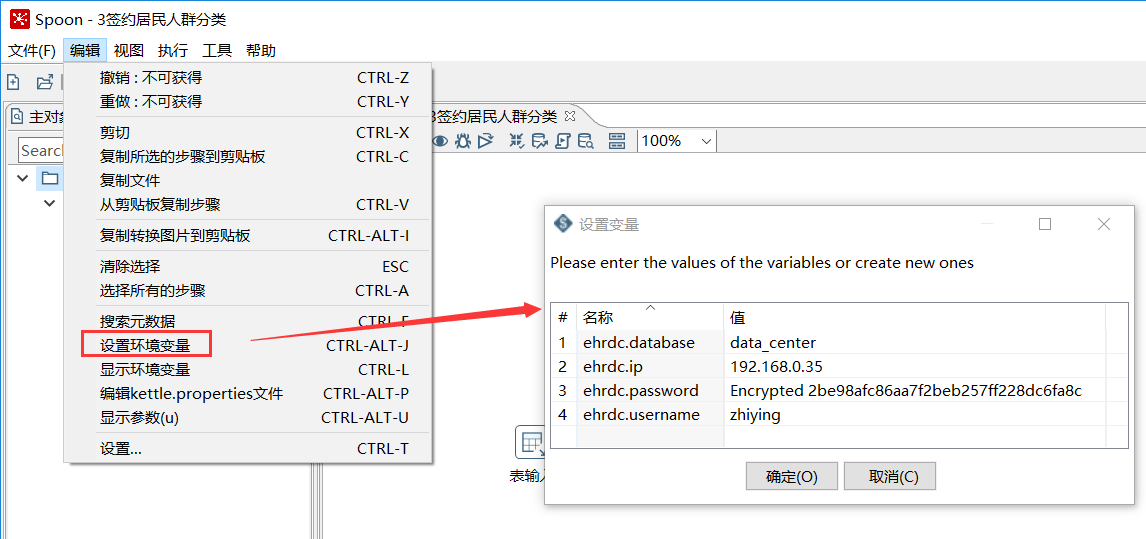 Spoon - 3签约居民人群分类
文件(F) 编辑 视图 执行 工具 帮助
撤销 : 不可获得 CTRL-Z
重做 : 不可获得 CTRL-Y
主对象
3签约居民人群分类
剪切 CTRL-X
100%
Search
复制所选的步骤到剪贴板 CTRL-C
复制文件
从剪贴板复制步骤 CTRL-V
复制转换图片到剪贴板 CTRL-ALT-I
清除选择 ESC
选择所有的步骤 CTRL-A
搜索元数据 CTRL-F
设置环境变量 CTRL-ALT-J
显示环境变量 CTRL-L
编辑kettle.properties文件 CTRL-ALT-P
显示参数(u) CTRL-ALT-U
设置... CTRL-T
表输入
设置变量
Please enter the values of the variables or create new ones
# 名称 值
1 ehrdc.database data_center
2 ehrdc.ip 192.168.0.35
3 ehrdc.password Encrypted 2be98afc86aa7f2beb257ff228dc6fa8c
4 ehrdc.username zhiying
确定(O) 取消(C)